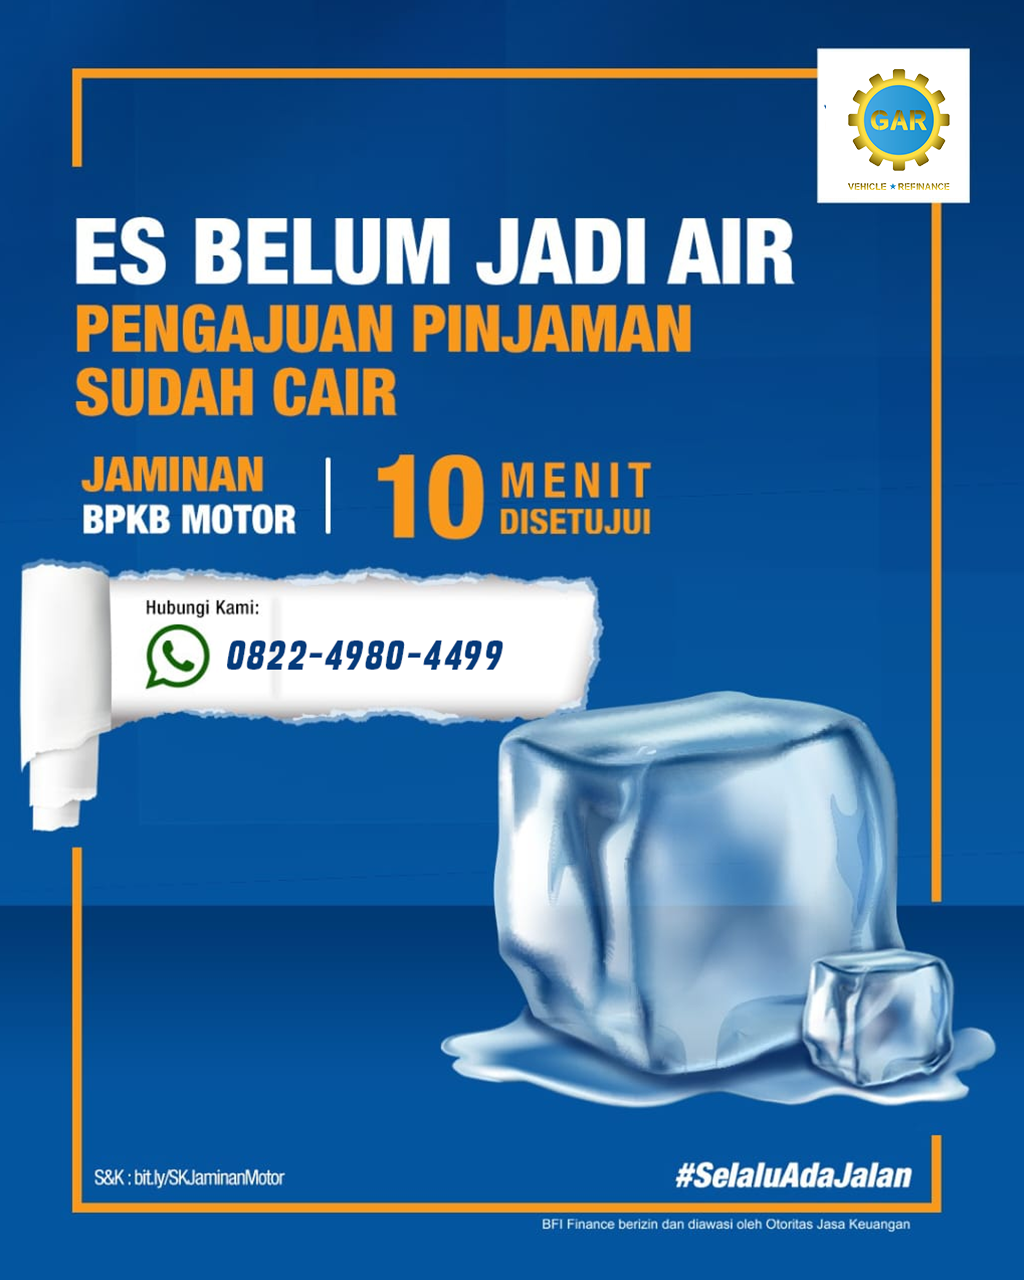 GAR
VEHICLE ★ REFINANCE
ES BELUM JADI AIR
PENGAJUAN PINJAMAN
SUDAH CAIR
JAMINAN
BPKB MOTOR
10 MENIT
DISETUJUI
Hubungi Kami:
0822-4980-4499
S&K : bit.ly/SKJaminanMotor
#SelaluAdaJalan
BFI Finance berizin dan diawasi oleh Otoritas Jasa Keuangan